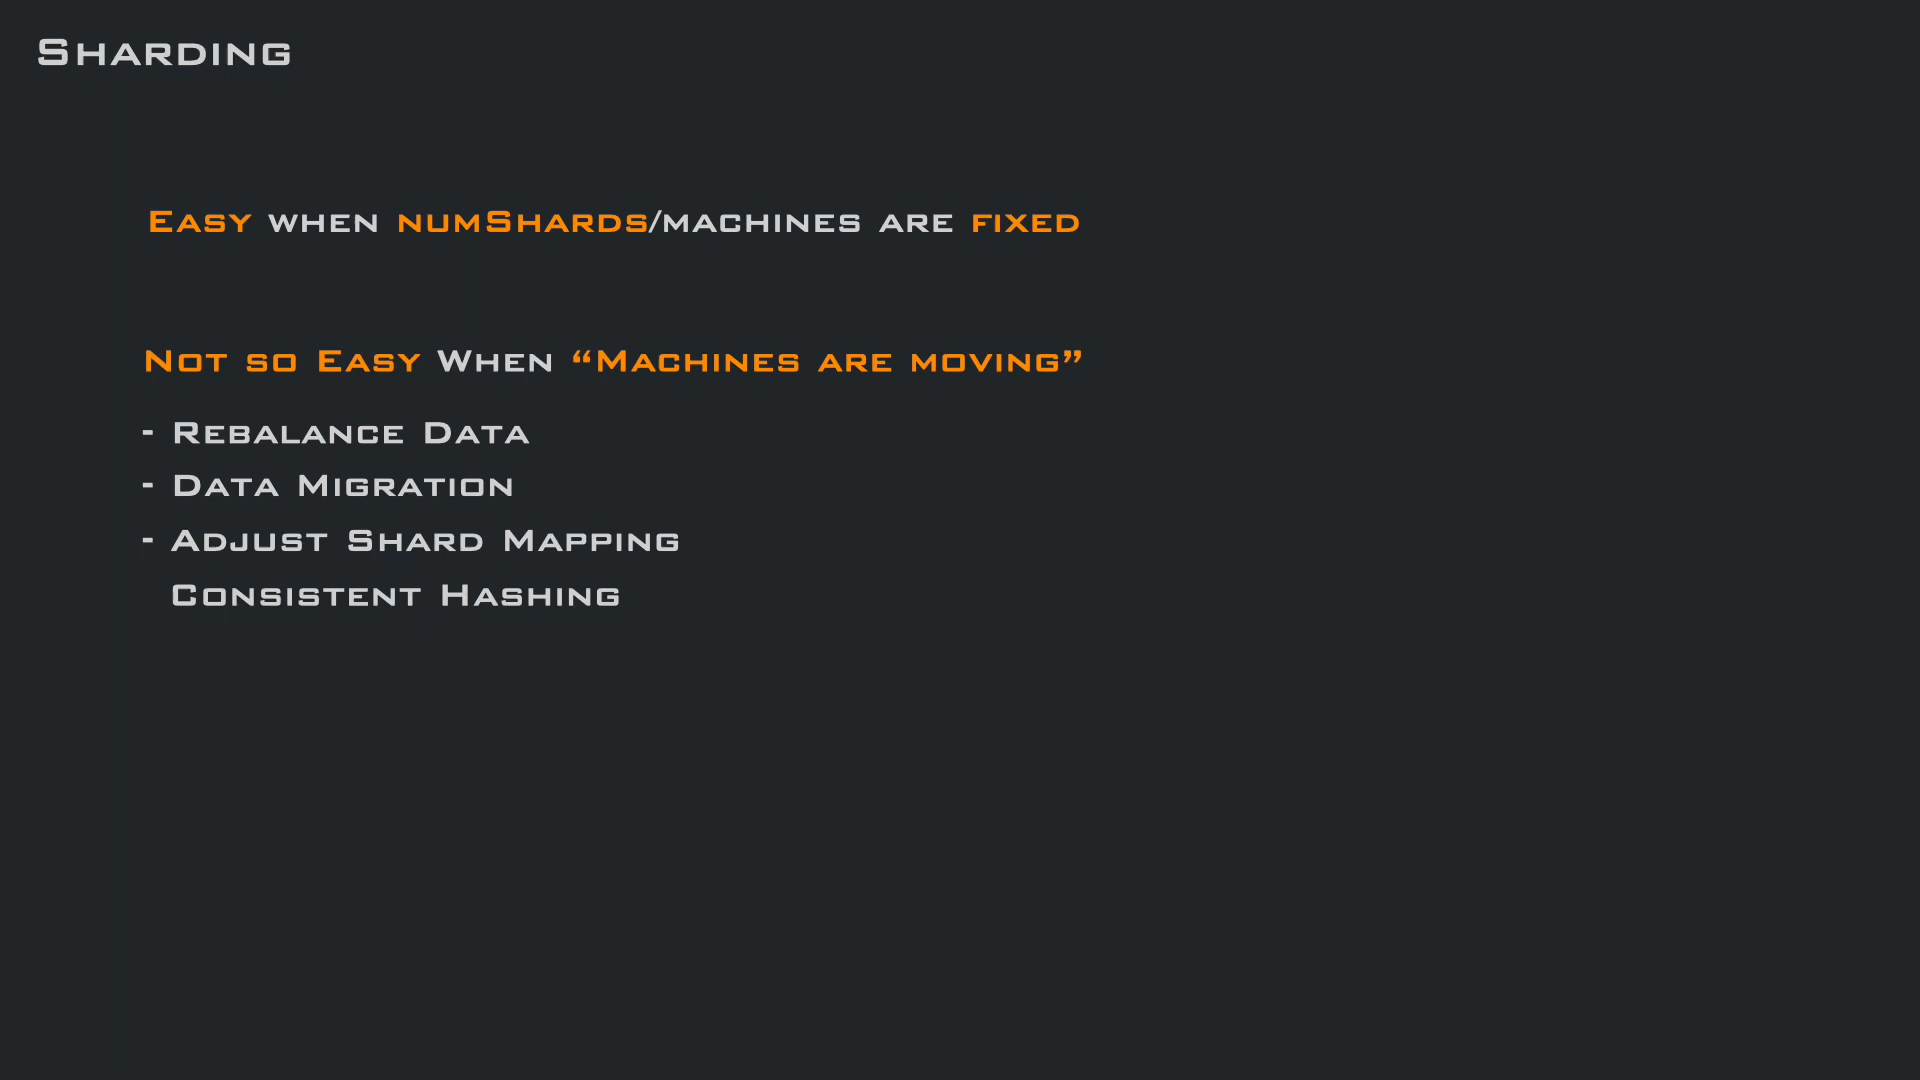 Sharding
Easy when numShards/machines are fixed
Not so Easy When “Machines are moving”
- Rebalance Data
- Data Migration
- Adjust Shard Mapping
Consistent Hashing